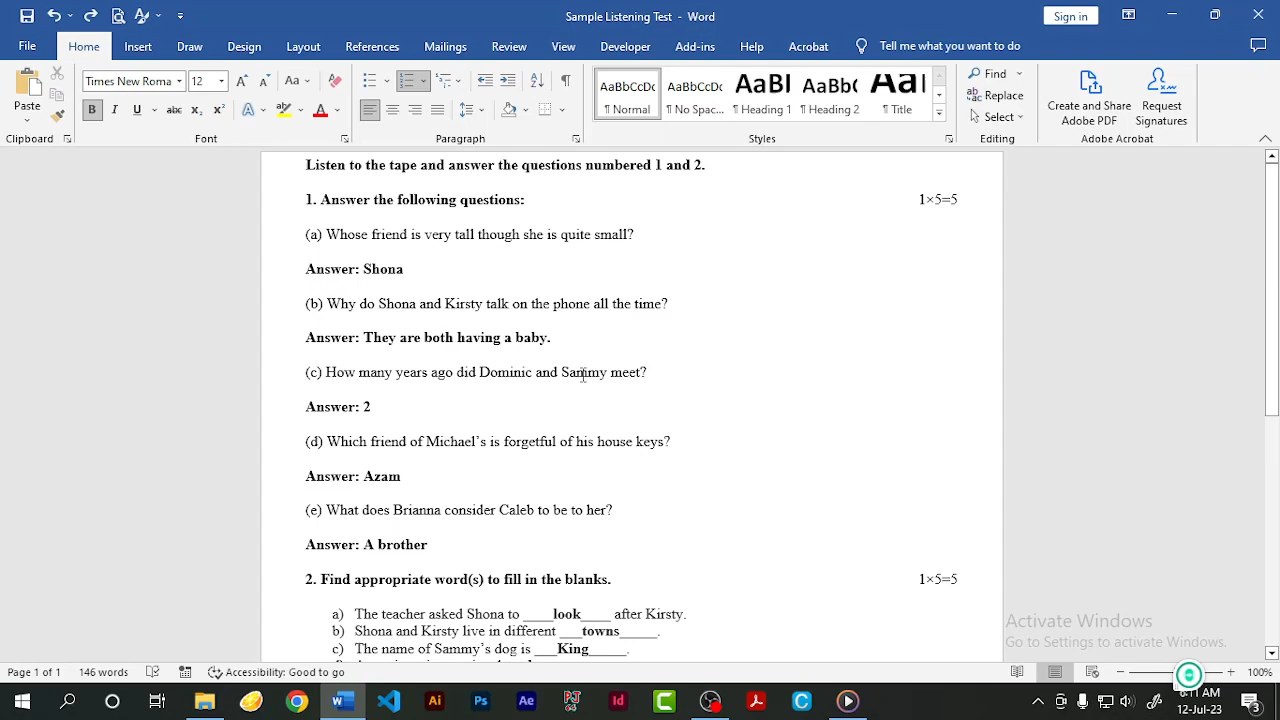 Sample Listening Test - Word
Sign in
File Home Insert Draw Design Layout References Mailings Review View Developer Add-ins Help Acrobat Tell me what you want to do
Paste
Times New Roma 12
Aa
B I U abc x₂ x² A A
AaBbCcDc AaBbCcDc AaBl AaBb( Aal
¶ Normal ¶ No Spac... ¶ Heading 1 ¶ Heading 2 ¶ Title
Find
Replace
Select
Create and Share Adobe PDF
Request Signatures
Clipboard Font Paragraph Styles Editing Adobe Acrobat
Listen to the tape and answer the questions numbered 1 and 2.
1. Answer the following questions: 1×5=5
(a) Whose friend is very tall though she is quite small?
Answer: Shona
(b) Why do Shona and Kirsty talk on the phone all the time?
Answer: They are both having a baby.
(c) How many years ago did Dominic and Sammy meet?
Answer: 2
(d) Which friend of Michael’s is forgetful of his house keys?
Answer: Azam
(e) What does Brianna consider Caleb to be to her?
Answer: A brother
2. Find appropriate word(s) to fill in the blanks. 1×5=5
a) The teacher asked Shona to ____look____ after Kirsty.
b) Shona and Kirsty live in different ___towns_____.
c) The name of Sammy’s dog is ___King_____.
Activate Windows
Go to Settings to activate Windows.
Page 1 of 1 146 words Accessibility: Good to go 100%
Ai Ps Ae Id C C
AM
12-Jul-23
3